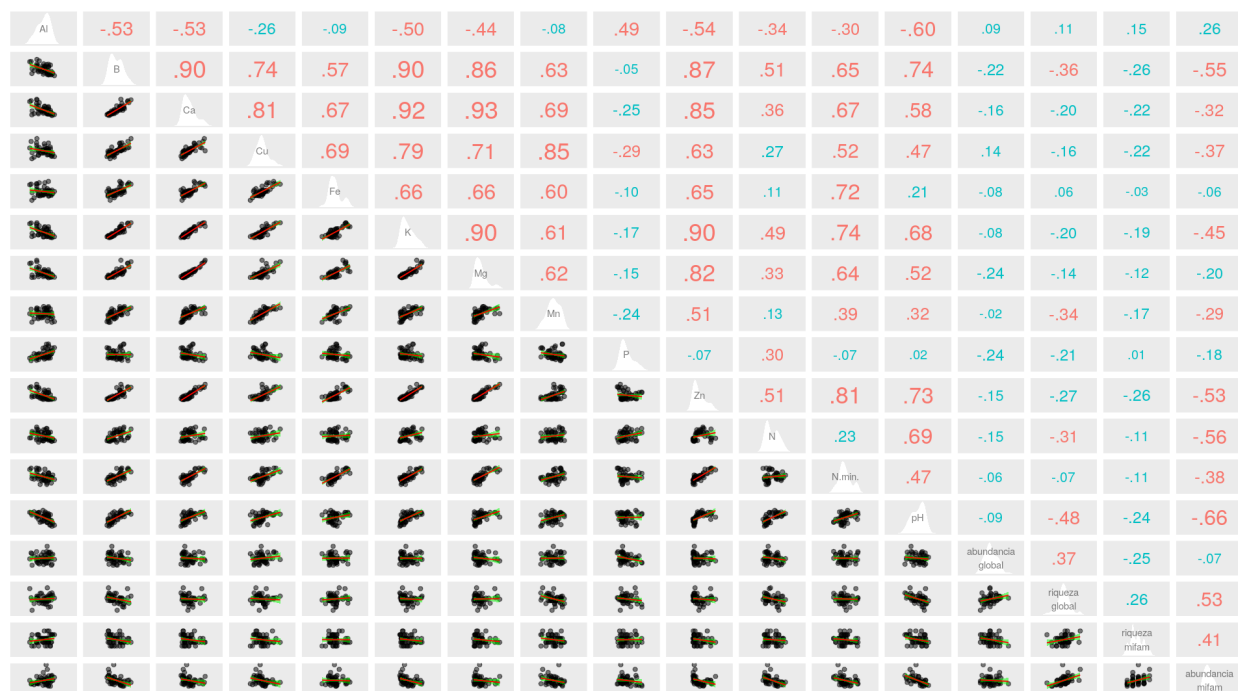 Al -.53 -.53 -.26 -.09 -.50 -.44 -.08 .49 -.54 -.34 -.30 -.60 .09 .11 .15 .26
B .90 .74 .57 .90 .86 .63 -.05 .87 .51 .65 .74 -.22 -.36 -.26 -.55
Ca .81 .67 .92 .93 .69 -.25 .85 .36 .67 .58 -.16 -.20 -.22 -.32
Cu .69 .79 .71 .85 -.29 .63 .27 .52 .47 .14 -.16 -.22 -.37
Fe .66 .66 .60 -.10 .65 .11 .72 .21 -.08 .06 -.03 -.06
K .90 .61 -.17 .90 .49 .74 .68 -.08 -.20 -.19 -.45
Mg .62 -.15 .82 .33 .64 .52 -.24 -.14 -.12 -.20
Mn -.24 .51 .13 .39 .32 -.02 -.34 -.17 -.29
P -.07 .30 -.07 .02 -.24 -.21 .01 -.18
Zn .51 .81 .73 -.15 -.27 -.26 -.53
N .23 .69 -.15 -.31 -.11 -.56
N.min. .47 -.06 -.07 -.11 -.38
pH -.09 -.48 -.24 -.66
abundancia
global
.37 -.25 -.07
riqueza
global
.26 .53
riqueza
mifam
.41
abundancia
mifam